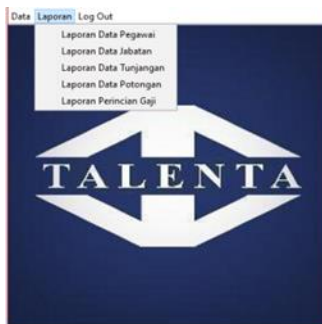 Data Laporan Log Out
Laporan Data Pegawai
Laporan Data Jabatan
Laporan Data Tunjangan
Laporan Data Potongan
Laporan Perincian Gaji
TALENTA